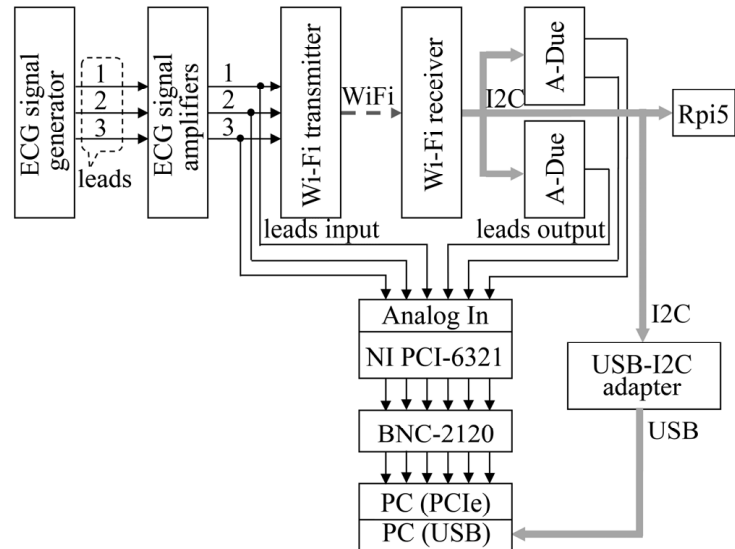 ECG signal
generator
1
2
3
leads
ECG signal
amplifiers
1
2
3
Wi-Fi transmitter
WiFi
Wi-Fi receiver
I2C
A-Due
A-Due
Rpi5
leads input
leads output
Analog In
NI PCI-6321
BNC-2120
PC (PCIe)
PC (USB)
I2C
USB-I2C
adapter
USB